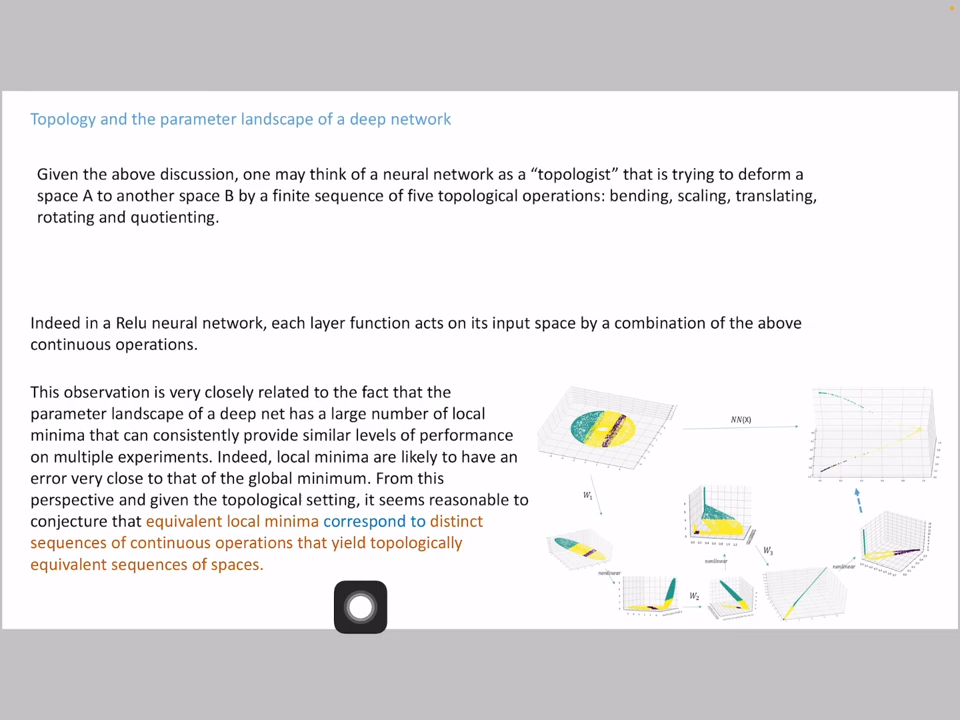 Topology and the parameter landscape of a deep network
Given the above discussion, one may think of a neural network as a “topologist” that is trying to deform a
space A to another space B by a finite sequence of five topological operations: bending, scaling, translating,
rotating and quotienting.
Indeed in a Relu neural network, each layer function acts on its input space by a combination of the above
continuous operations.
This observation is very closely related to the fact that the
parameter landscape of a deep net has a large number of local
minima that can consistently provide similar levels of performance
on multiple experiments. Indeed, local minima are likely to have an
error very close to that of the global minimum. From this
perspective and given the topological setting, it seems reasonable to
conjecture that equivalent local minima correspond to distinct
sequences of continuous operations that yield topologically
equivalent sequences of spaces.
NN(X)
W₁
nonlinear
W₂
nonlinear
W₃
nonlinear